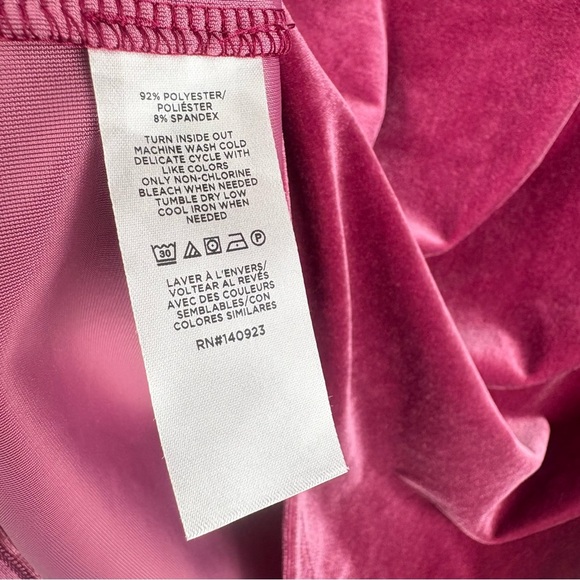 92% POLYESTER/
POLIÉSTER
8% SPANDEX
TURN INSIDE OUT
MACHINE WASH COLD
DELICATE CYCLE WITH
LIKE COLORS
ONLY NON-CHLORINE
BLEACH WHEN NEEDED
TUMBLE DRY LOW
COOL IRON WHEN
NEEDED
30 P
LAVER À L'ENVERS/
VOLTEAR AL REVÉS
AVEC DES COULEURS
SEMBLABLES/CON
COLORES SIMILARES
RN#140923